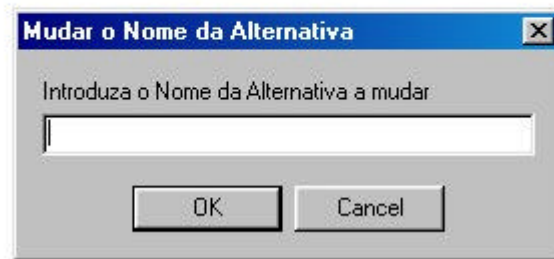 Mudar o Nome da Alternativa
Introduza o Nome da Alternativa a mudar
OK
Cancel